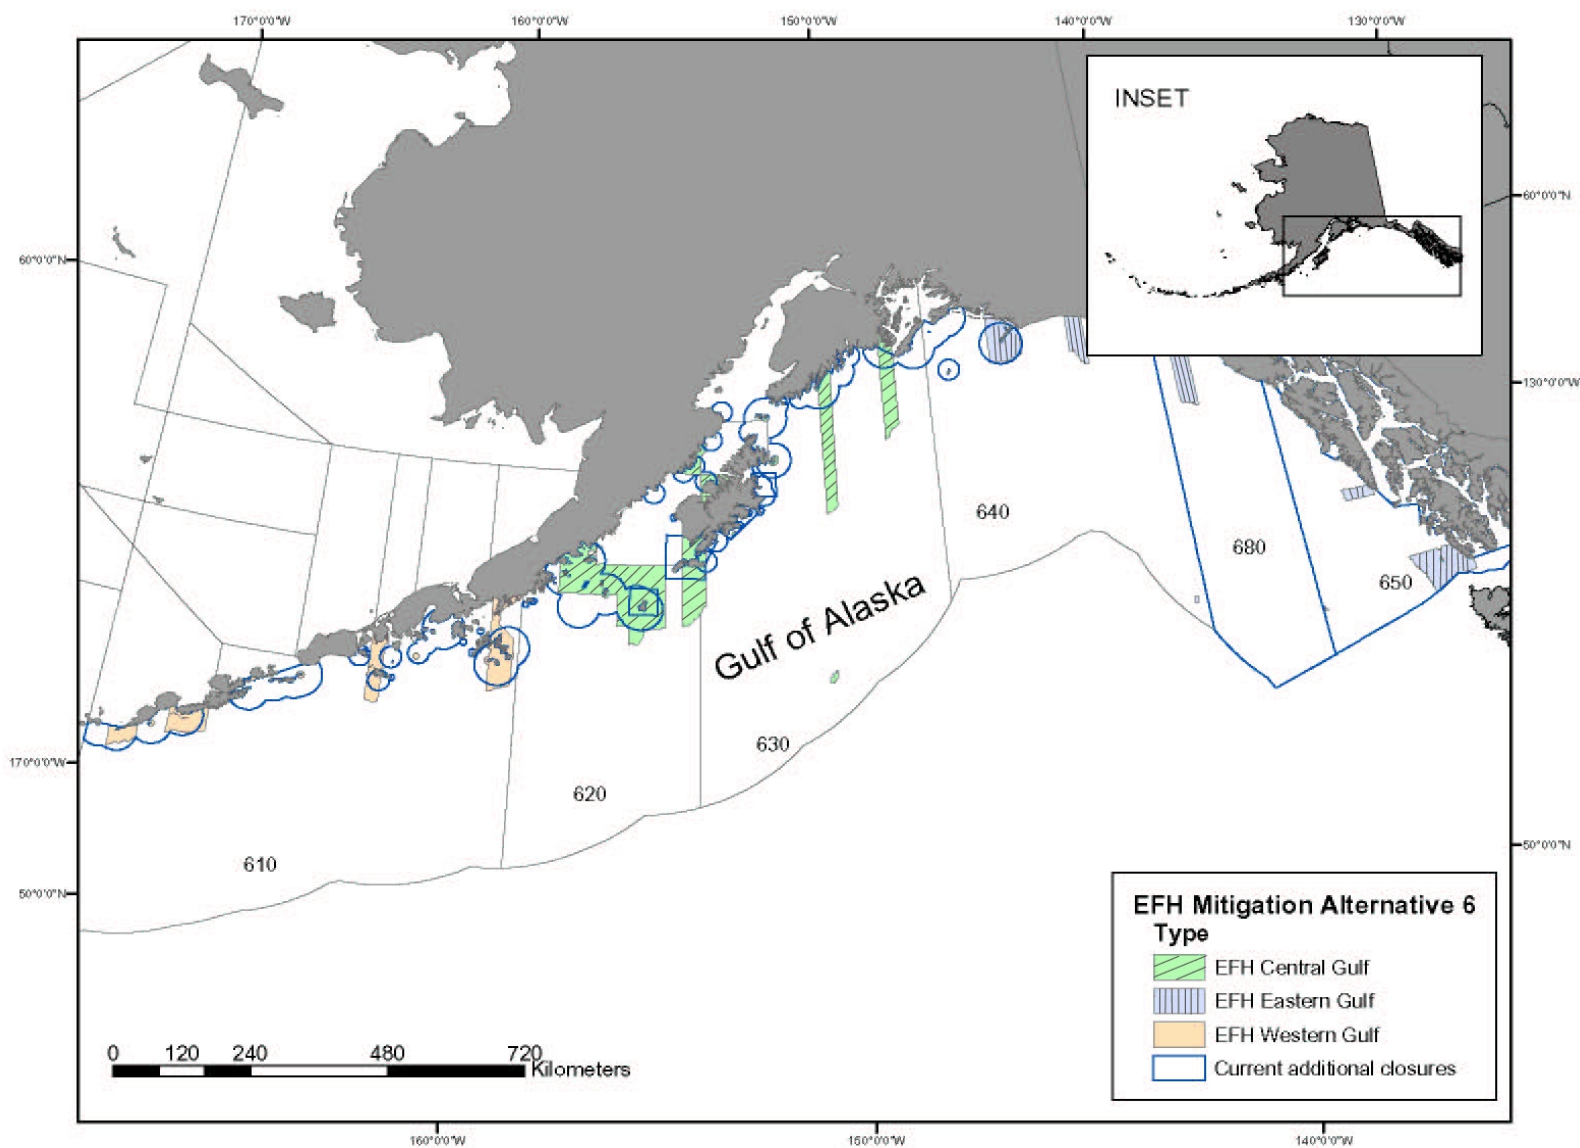 170°0'0"W
160°0'0"W
150°0'0"W
140°0'0"W
130°0'0"W
INSET
60°0'0"N
60°0'0"N
130°0'0"W
640
680
650
Gulf of Alaska
630
170°0'0"W
620
610
50°0'0"N
50°0'0"N
EFH Mitigation Alternative 6
Type
EFH Central Gulf
EFH Eastern Gulf
EFH Western Gulf
Current additional closures
0 120 240 480 720
Kilometers
160°0'0"W
150°0'0"W
140°0'0"W